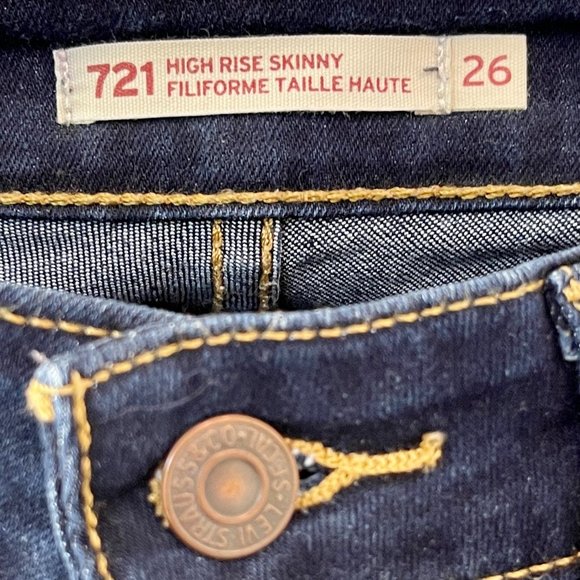 721 HIGH RISE SKINNY
FILIFORME TAILLE HAUTE
26
LEVI STRAUSS & CO